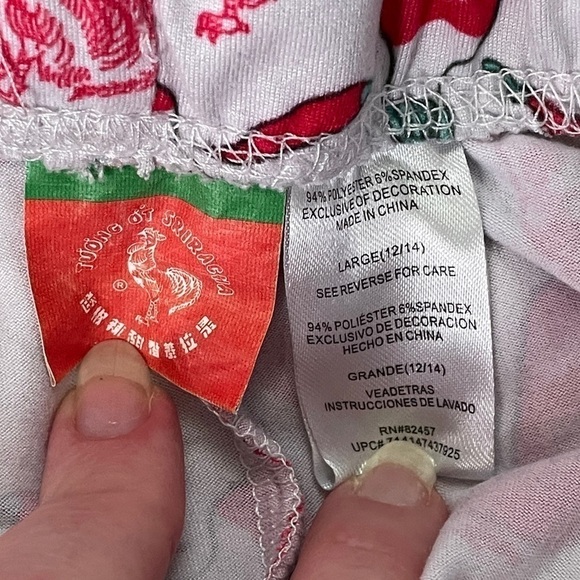 TƯƠNG ỚT SRIRACHA
®
94% POLYESTER 6%SPANDEX
EXCLUSIVE OF DECORATION
MADE IN CHINA
LARGE(12/14)
SEE REVERSE FOR CARE
94% POLIÉSTER 6%SPANDEX
EXCLUSIVO DE DECORACION
HECHO EN CHINA
GRANDE(12/14)
VEADETRAS
INSTRUCCIONES DE LAVADO
RN#82457
UPC#